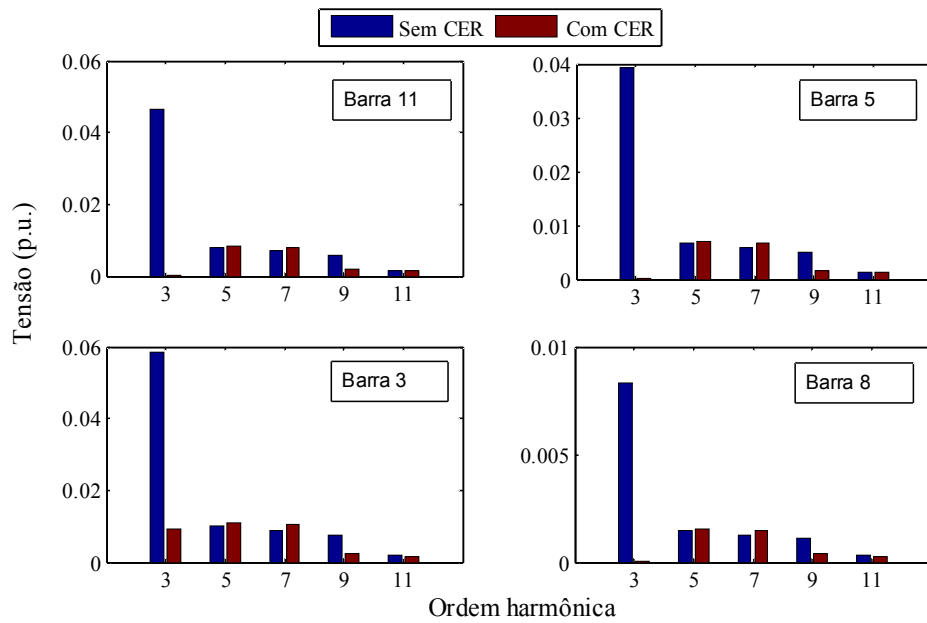 Sem CER Com CER
Tensão (p.u.)
Barra 11
0.06
0.04
0.02
0
3 5 7 9 11
Barra 5
0.04
0.03
0.02
0.01
0
3 5 7 9 11
Barra 3
0.06
0.04
0.02
0
3 5 7 9 11
Barra 8
0.01
0.005
0
3 5 7 9 11
Ordem harmônica